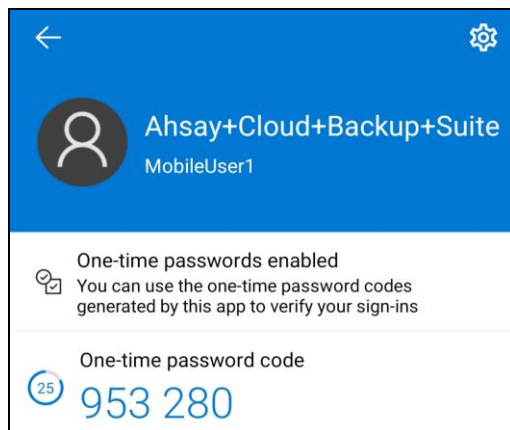 Ahsay+Cloud+Backup+Suite
MobileUser1
One-time passwords enabled
You can use the one-time password codes
generated by this app to verify your sign-ins
One-time password code
25
953 280